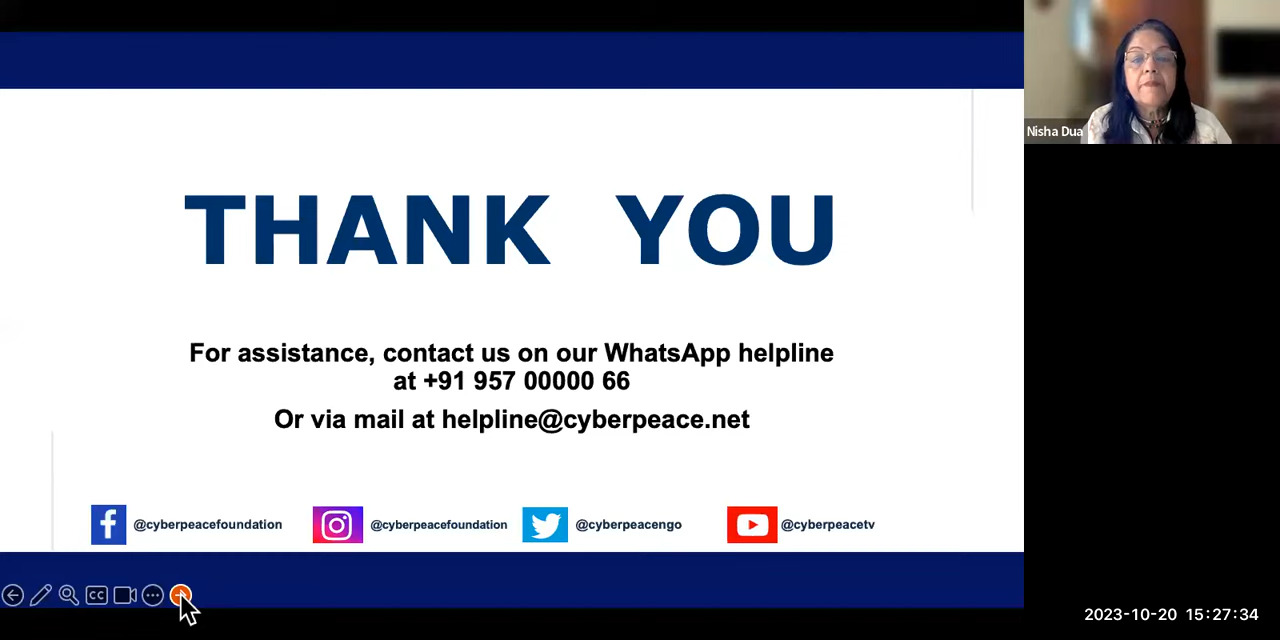 Nisha Dua
THANK YOU
For assistance, contact us on our WhatsApp helpline
at +91 957 00000 66
Or via mail at helpline@cyberpeace.net
@cyberpeacefoundation
@cyberpeacefoundation
@cyberpeacengo
@cyberpeacetv
CC
2023-10-20 15:27:34